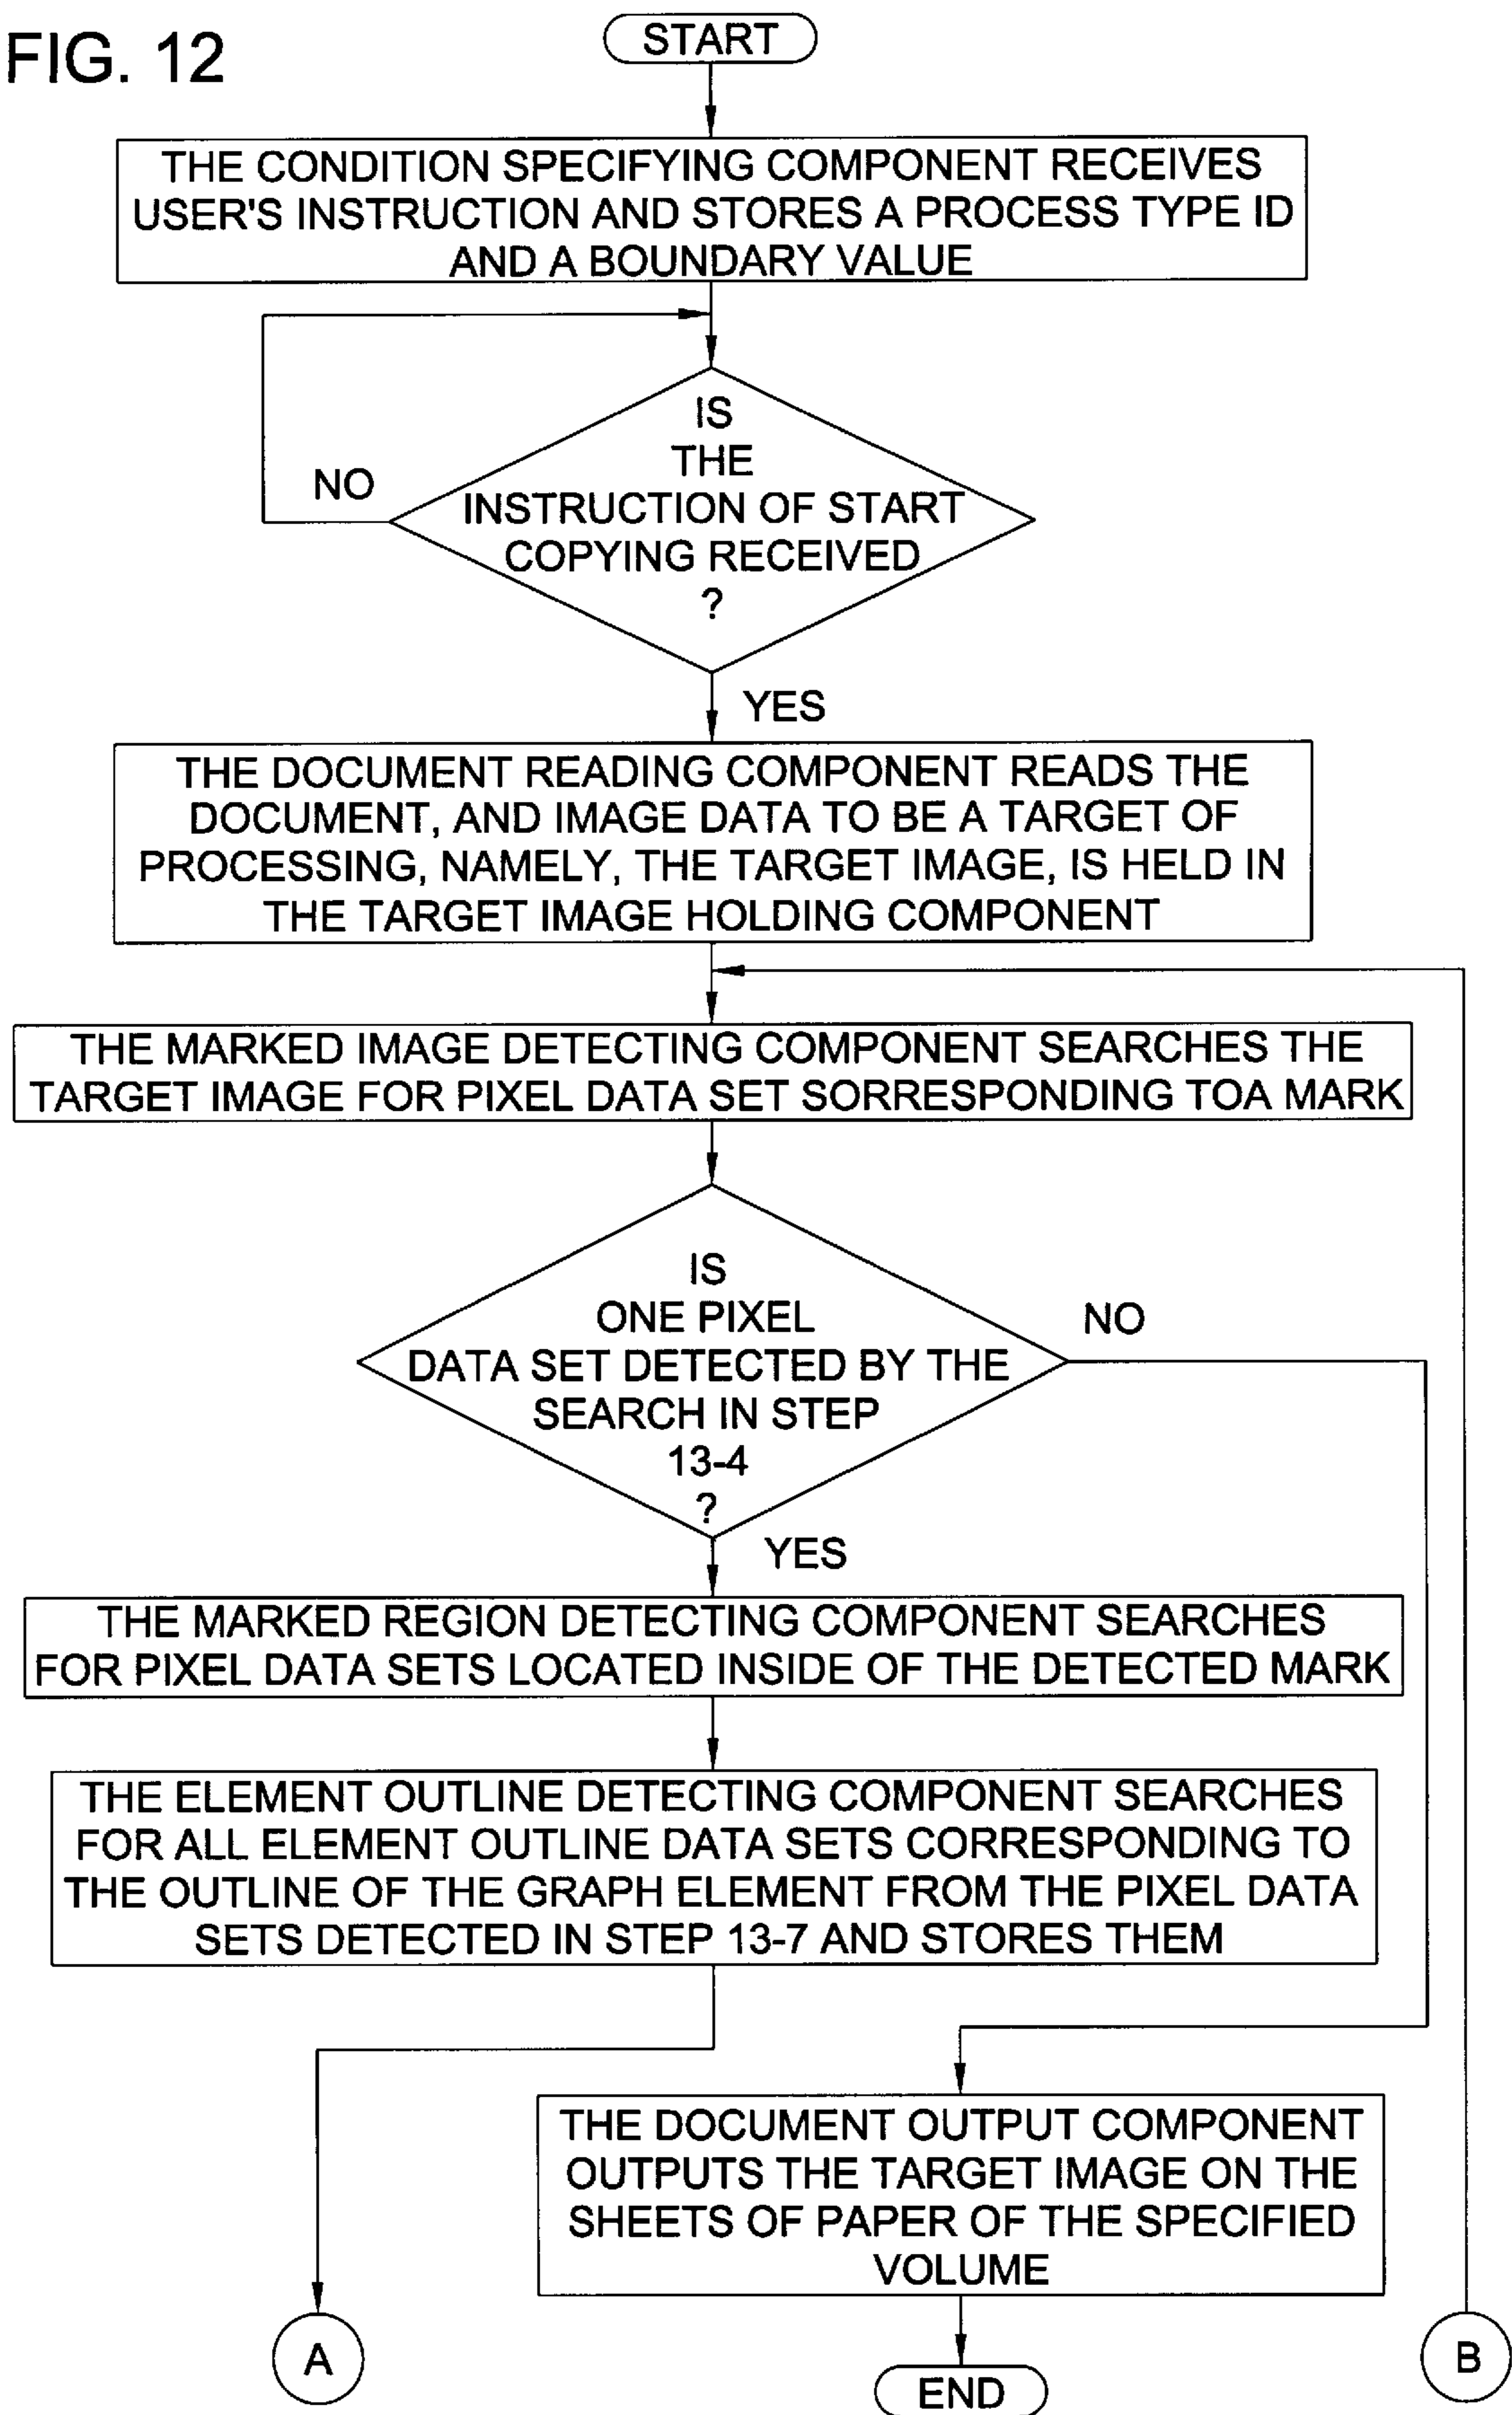 FIG. 12
START
THE CONDITION SPECIFYING COMPONENT RECEIVES
USER'S INSTRUCTION AND STORES A PROCESS TYPE ID
AND A BOUNDARY VALUE
IS
THE
INSTRUCTION OF START
COPYING RECEIVED
?
NO
YES
THE DOCUMENT READING COMPONENT READS THE
DOCUMENT, AND IMAGE DATA TO BE A TARGET OF
PROCESSING, NAMELY, THE TARGET IMAGE, IS HELD IN
THE TARGET IMAGE HOLDING COMPONENT
THE MARKED IMAGE DETECTING COMPONENT SEARCHES THE
TARGET IMAGE FOR PIXEL DATA SET SORRESPONDING TOA MARK
IS
ONE PIXEL
DATA SET DETECTED BY THE
SEARCH IN STEP
13-4
?
NO
YES
THE MARKED REGION DETECTING COMPONENT SEARCHES
FOR PIXEL DATA SETS LOCATED INSIDE OF THE DETECTED MARK
THE ELEMENT OUTLINE DETECTING COMPONENT SEARCHES
FOR ALL ELEMENT OUTLINE DATA SETS CORRESPONDING TO
THE OUTLINE OF THE GRAPH ELEMENT FROM THE PIXEL DATA
SETS DETECTED IN STEP 13-7 AND STORES THEM
THE DOCUMENT OUTPUT COMPONENT
OUTPUTS THE TARGET IMAGE ON THE
SHEETS OF PAPER OF THE SPECIFIED
VOLUME
A
END
B